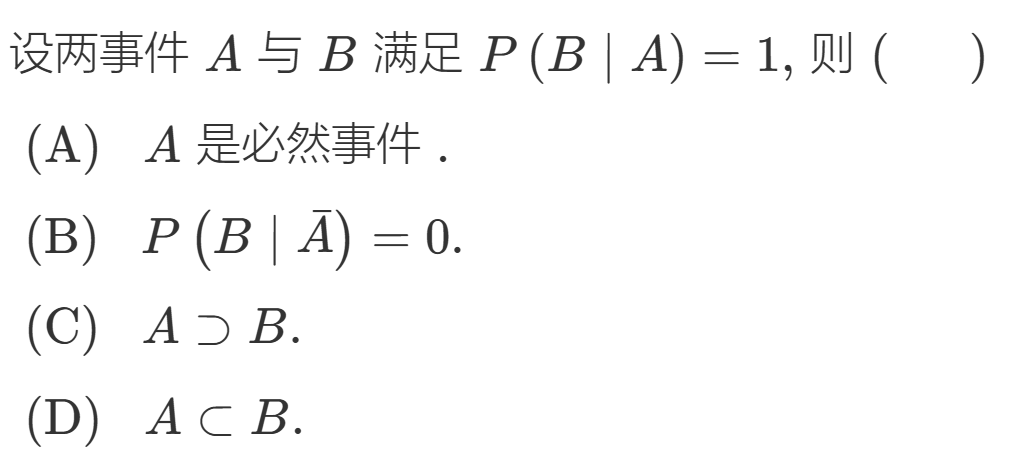 设两事件 A 与 B 满足 P(B | A) = 1, 则 (   )
(A) A 是必然事件 .
(B) P(B | Ā) = 0.
(C) A ⊃ B.
(D) A ⊂ B.